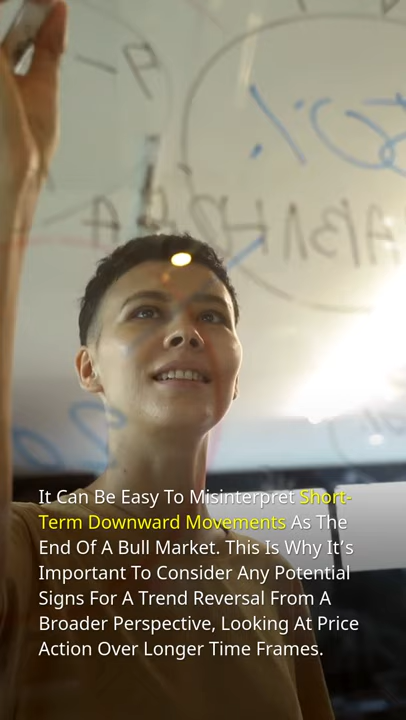 It Can Be Easy To Misinterpret Short-
Term Downward Movements As The
End Of A Bull Market. This Is Why It's
Important To Consider Any Potential
Signs For A Trend Reversal From A
Broader Perspective, Looking At Price
Action Over Longer Time Frames.